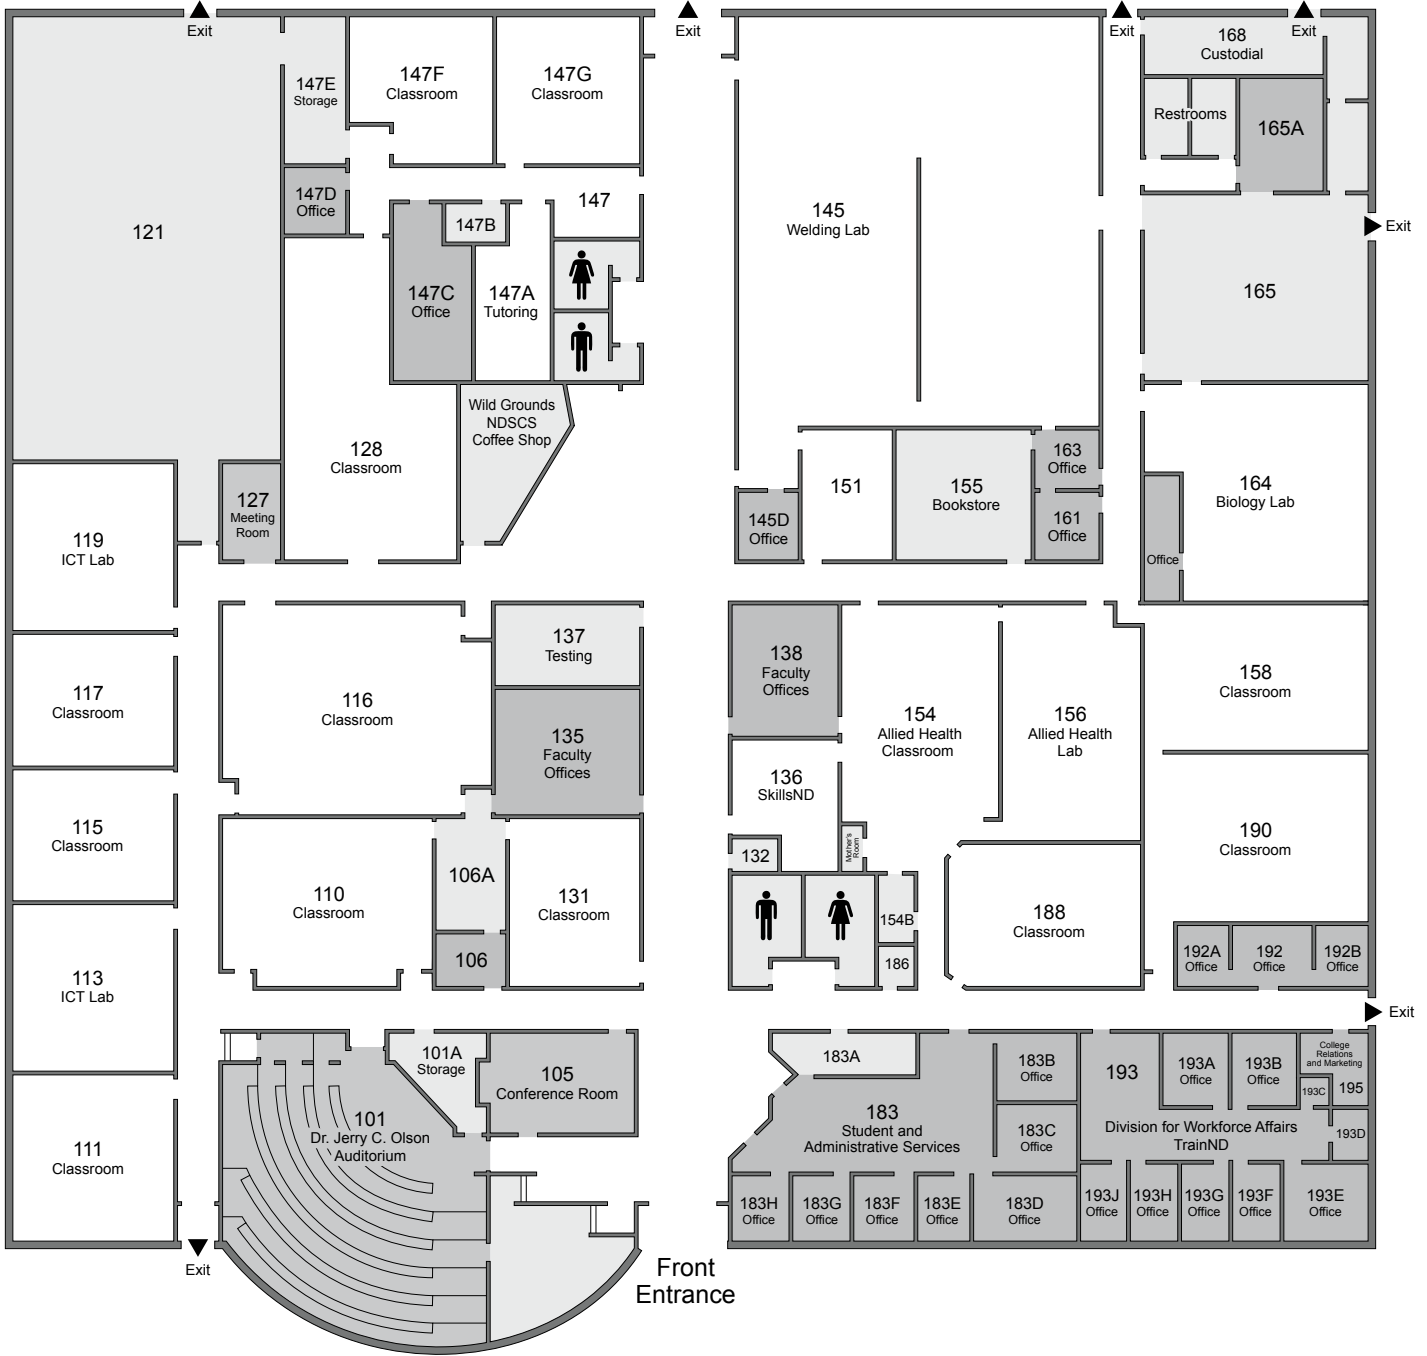 Exit
Exit
Exit
Exit
168
Custodial
147E
Storage
147F
Classroom
147G
Classroom
Restrooms
165A
147D
Office
147
147B
121
145
Welding Lab
Exit
147C
Office
147A
Tutoring
165
Wild Grounds
NDSCS
Coffee Shop
128
Classroom
163
Office
127
Meeting
Room
151
155
Bookstore
164
Biology Lab
145D
Office
161
Office
119
ICT Lab
Office
137
Testing
138
Faculty
Offices
158
Classroom
117
Classroom
116
Classroom
154
Allied Health
Classroom
156
Allied Health
Lab
135
Faculty
Offices
136
SkillsND
115
Classroom
190
Classroom
Mother's
Room
132
106A
110
Classroom
131
Classroom
154B
188
Classroom
106
186
192A
Office
192
Office
192B
Office
113
ICT Lab
Exit
101A
Storage
105
Conference Room
183A
183B
Office
193
193A
Office
193B
Office
College
Relations
and Marketing
195
193C
101
Dr. Jerry C. Olson
Auditorium
183
Student and
Administrative Services
183C
Office
Division for Workforce Affairs
TrainND
193D
111
Classroom
183H
Office
183G
Office
183F
Office
183E
Office
183D
Office
193J
Office
193H
Office
193G
Office
193F
Office
193E
Office
Exit
Front
Entrance